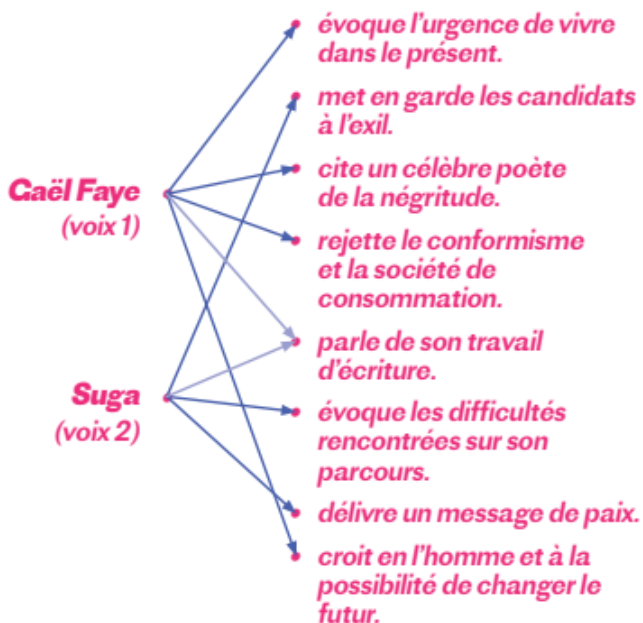 évoque l'urgence de vivre
dans le présent.
met en garde les candidats
à l'exil.
cite un célèbre poète
de la négritude.
Gaël Faye
(voix 1)
rejette le conformisme
et la société de
consommation.
parle de son travail
d'écriture.
Suga
(voix 2)
évoque les difficultés
rencontrées sur son
parcours.
délivre un message de paix.
croit en l'homme et à la
possibilité de changer le
futur.